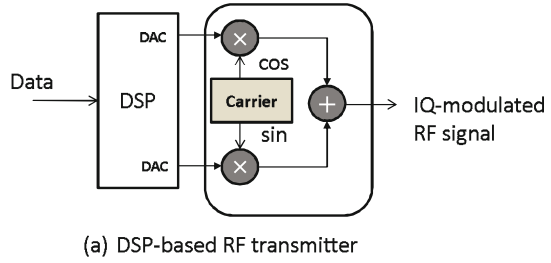 DAC
×
cos
Data
DSP
Carrier
+
IQ-modulated
RF signal
sin
DAC
×
(a) DSP-based RF transmitter